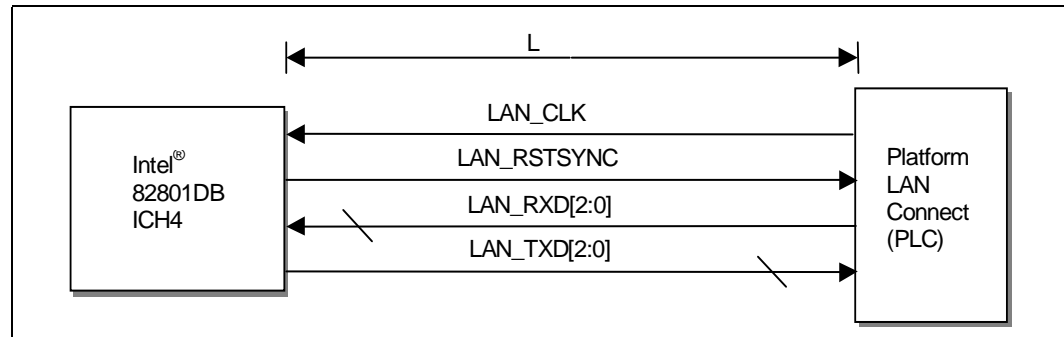 L
LAN_CLK
Intel®
82801DB
ICH4
LAN_RSTSYNC
LAN_RXD[2:0]
LAN_TXD[2:0]
Platform
LAN
Connect
(PLC)